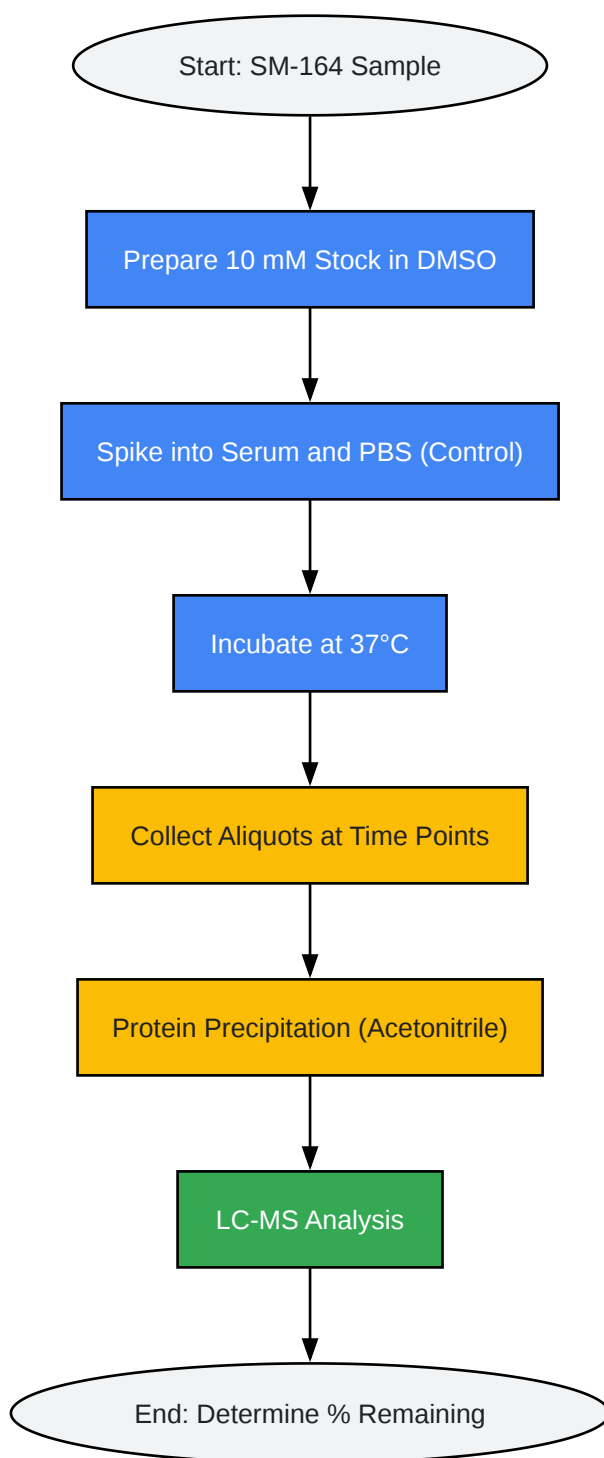 Start: SM-164 Sample
Prepare 10 mM Stock in DMSO
Spike into Serum and PBS (Control)
Incubate at 37°C
Collect Aliquots at Time Points
Protein Precipitation (Acetonitrile)
LC-MS Analysis
End: Determine % Remaining